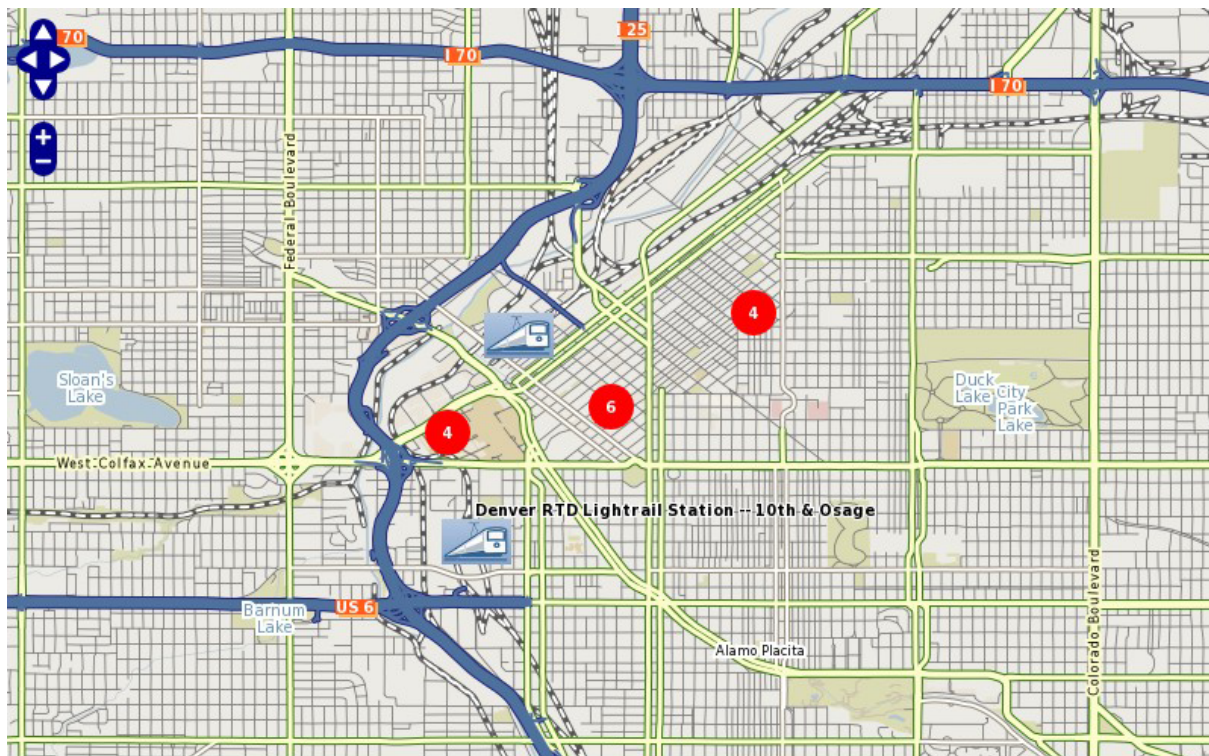 70
I 25
I 70
I 70
+
−
Federal Boulevard
4
Sloan's
Lake
Duck
Lake
City
Park
Lake
6
4
West Colfax Avenue
Denver RTD Lightrail Station -- 10th & Osage
Colorado Boulevard
US 6
Barnum
Lake
Alamo Placita